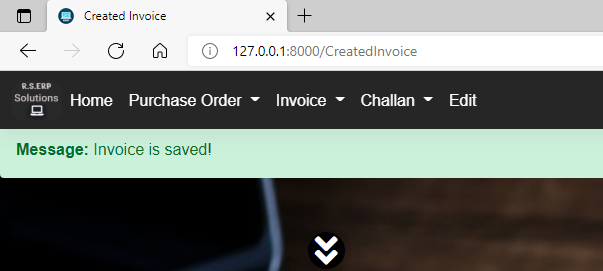 Created Invoice
127.0.0.1:8000/CreatedInvoice
R.S.ERP
Solutions
Home Purchase Order Invoice Challan Edit
Message: Invoice is saved!